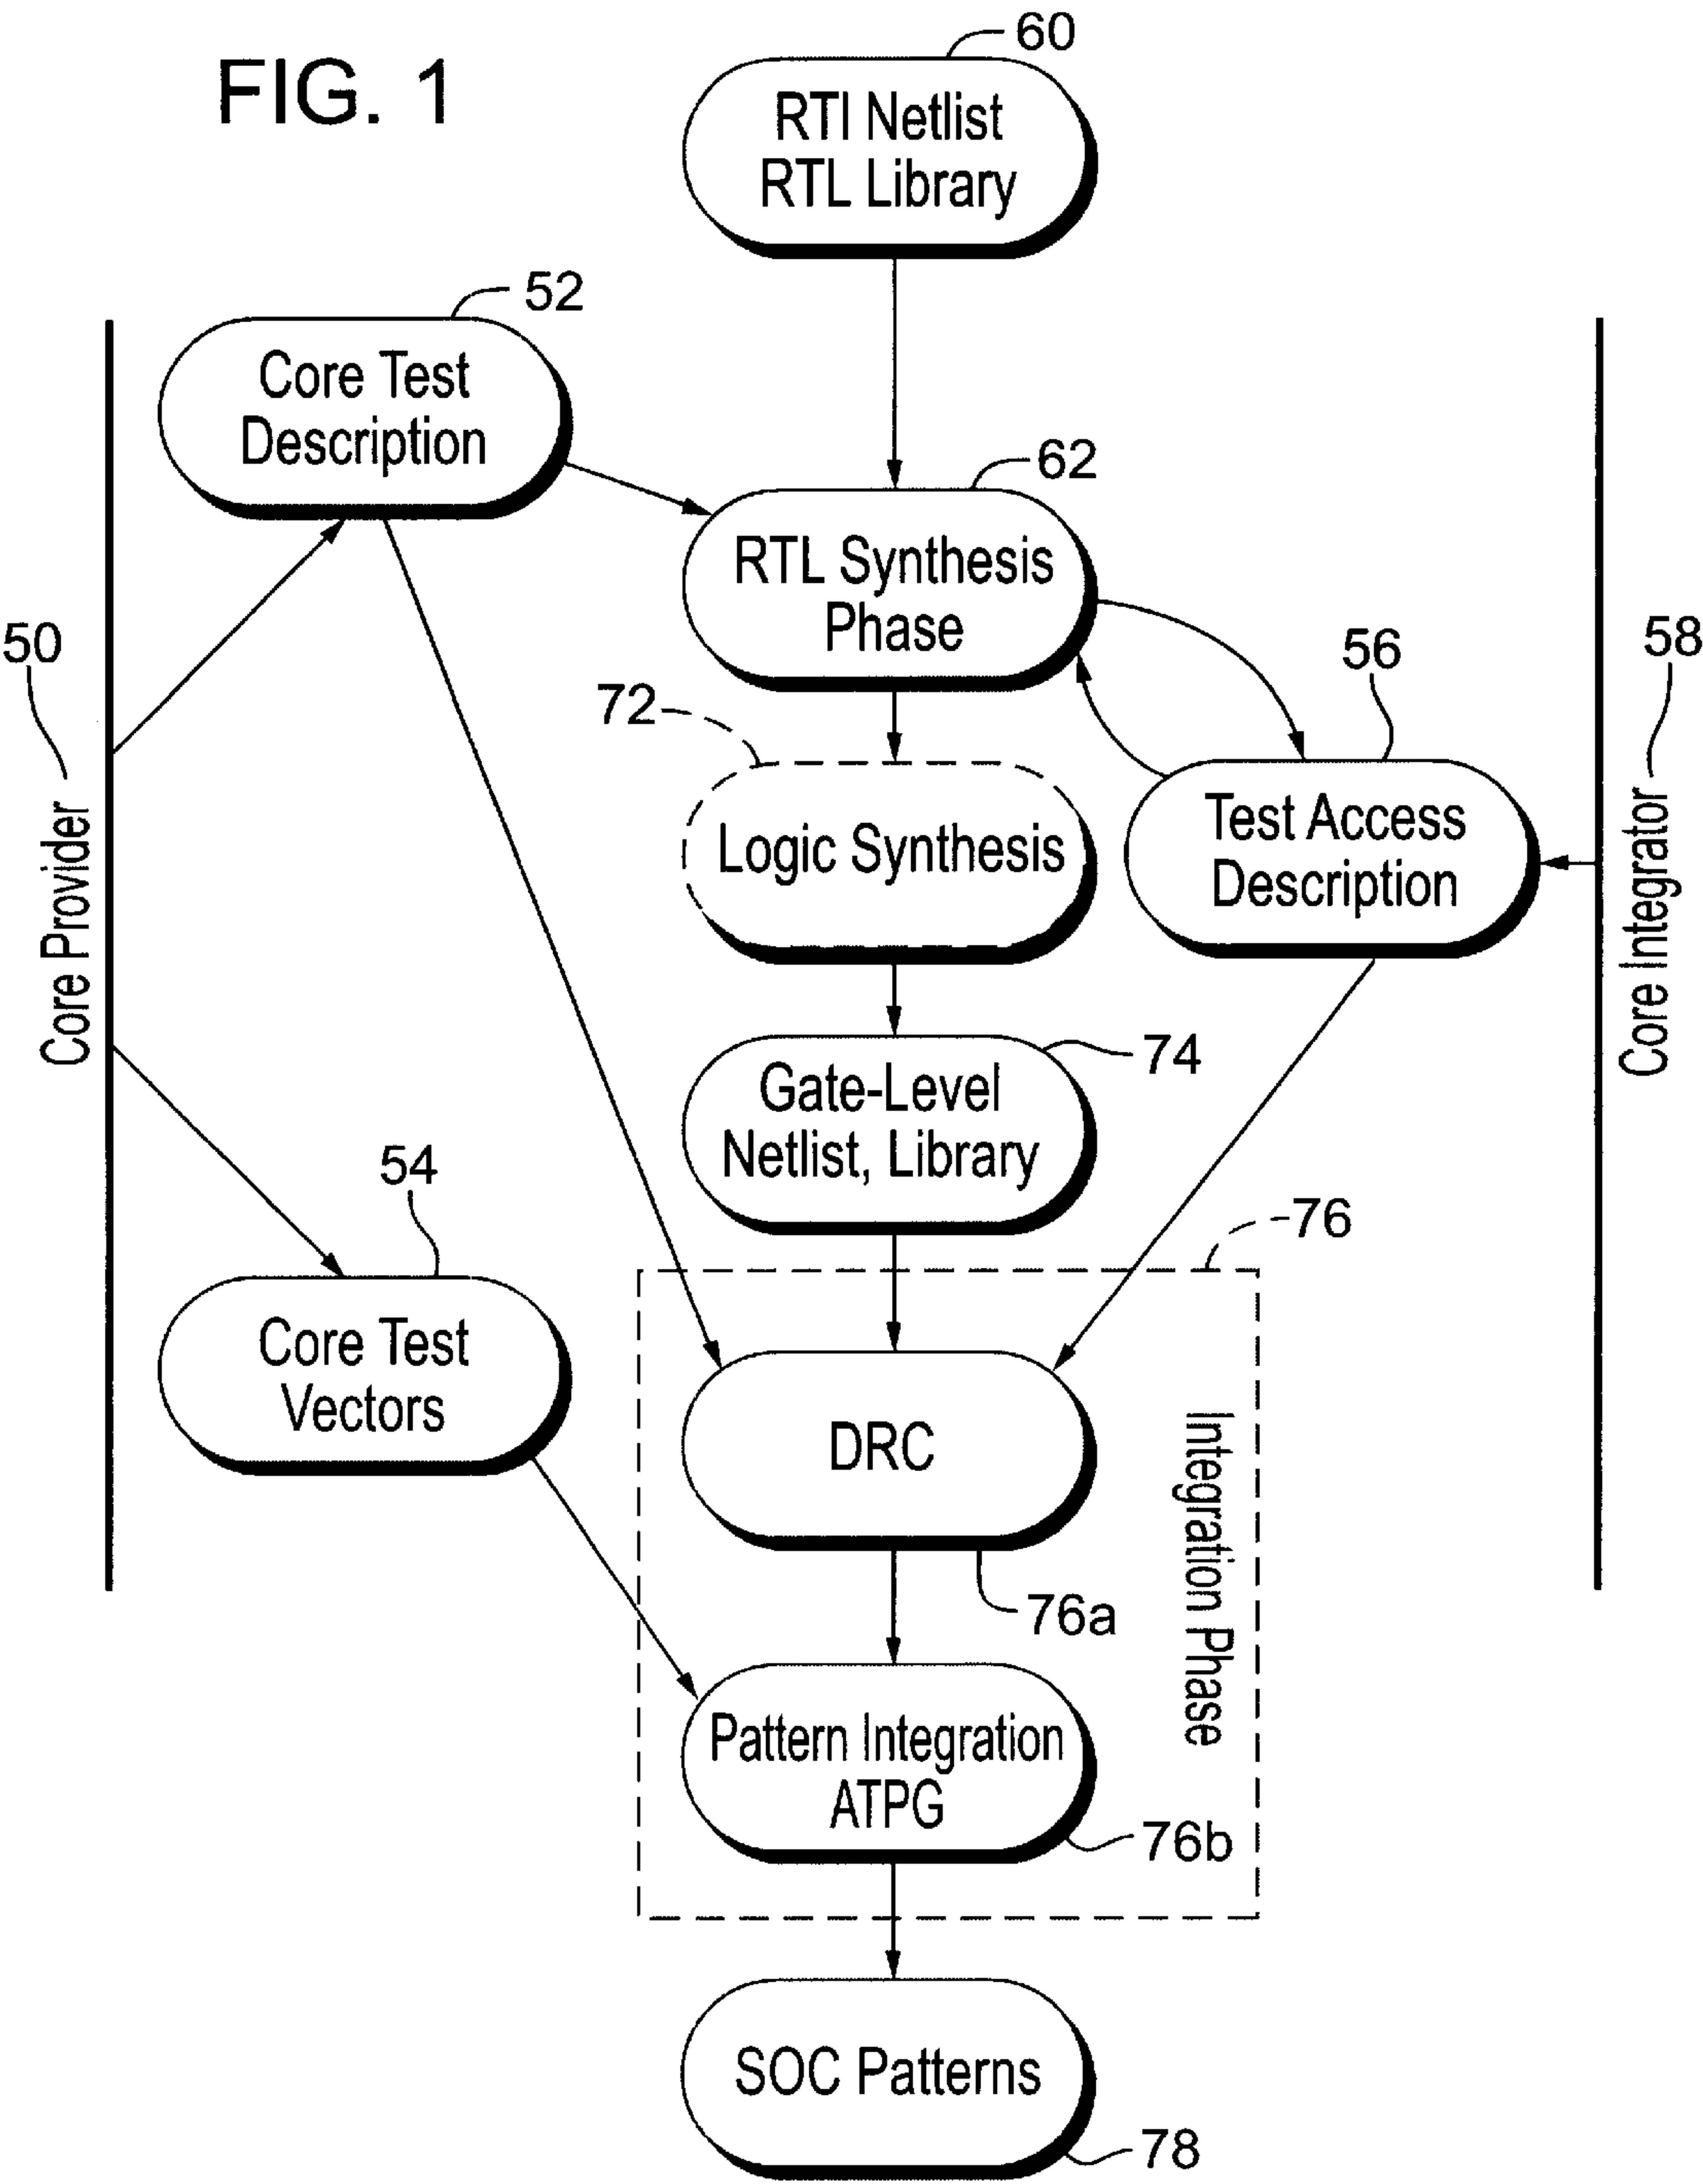 FIG. 1
60
RTI Netlist
RTL Library
52
Core Test
Description
62
RTL Synthesis
Phase
50
Core Provider
56
58
Core Integrator
72
Logic Synthesis
Test Access
Description
74
Gate-Level
Netlist, Library
54
Core Test
Vectors
76
DRC
Integration Phase
76a
Pattern Integration
ATPG
76b
SOC Patterns
78